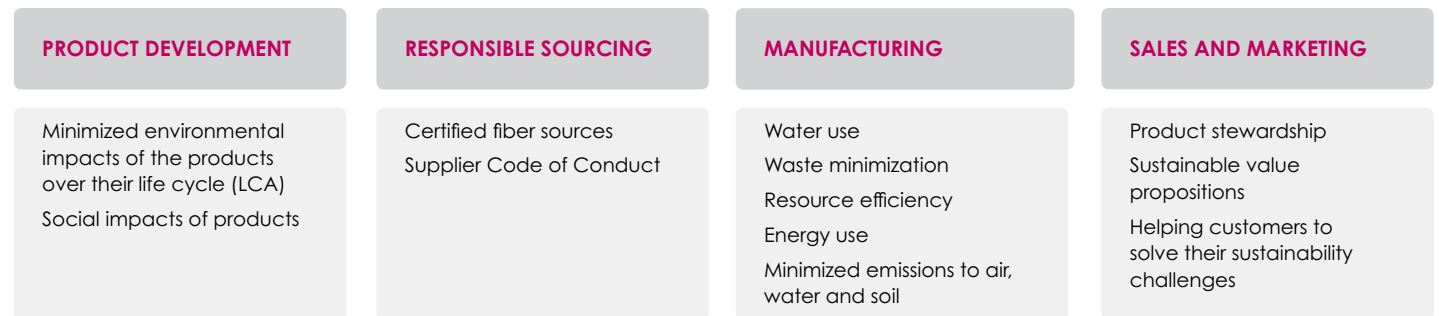 PRODUCT DEVELOPMENT
Minimized environmental
impacts of the products
over their life cycle (LCA)
Social impacts of products
RESPONSIBLE SOURCING
Certified fiber sources
Supplier Code of Conduct
MANUFACTURING
Water use
Waste minimization
Resource efficiency
Energy use
Minimized emissions to air,
water and soil
SALES AND MARKETING
Product stewardship
Sustainable value
propositions
Helping customers to
solve their sustainability
challenges